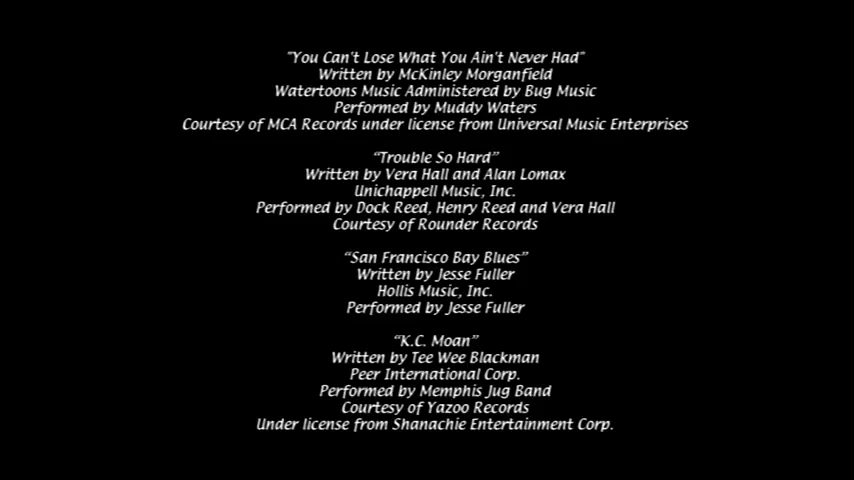 "You Can't Lose What You Ain't Never Had"
Written by McKinley Morganfield
Watertoons Music Administered by Bug Music
Performed by Muddy Waters
Courtesy of MCA Records under license from Universal Music Enterprises
“Trouble So Hard”
Written by Vera Hall and Alan Lomax
Unichappell Music, Inc.
Performed by Dock Reed, Henry Reed and Vera Hall
Courtesy of Rounder Records
“San Francisco Bay Blues”
Written by Jesse Fuller
Hollis Music, Inc.
Performed by Jesse Fuller
“K.C. Moan”
Written by Tee Wee Blackman
Peer International Corp.
Performed by Memphis Jug Band
Courtesy of Yazoo Records
Under license from Shanachie Entertainment Corp.